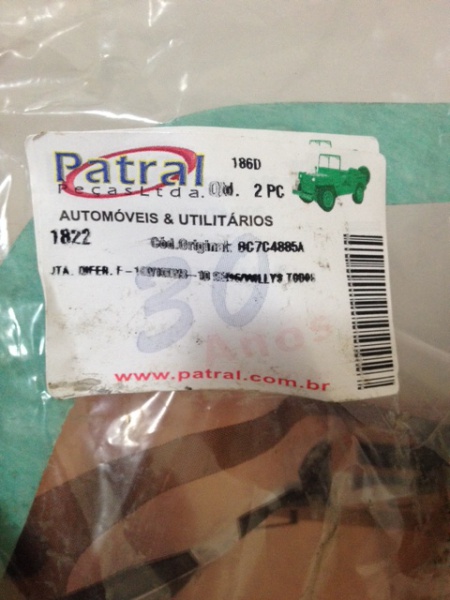 Patral
186D
Peças Ltda. Qtd. 2 PC
AUTOMÓVEIS & UTILITÁRIOS
1822 Cód.Original: 8C7C4885A
JTA. DIFER. F-
30
Anos
www.patral.com.br